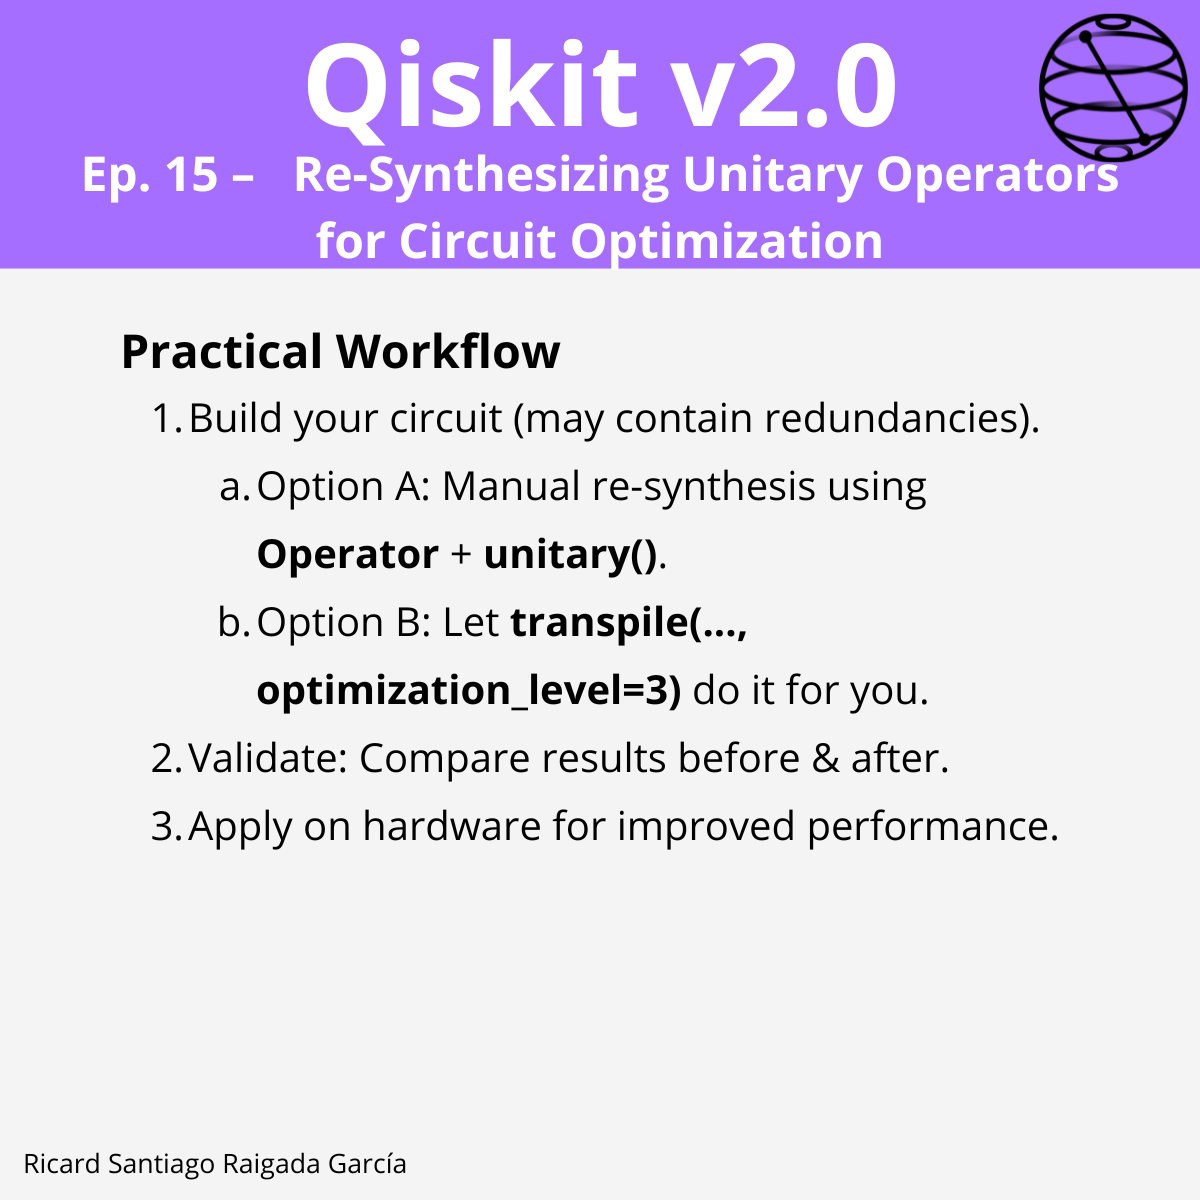 Qiskit v2.0
Ep. 15 – Re-Synthesizing Unitary Operators
for Circuit Optimization
Practical Workflow
1. Build your circuit (may contain redundancies).
a. Option A: Manual re-synthesis using
Operator + unitary().
b. Option B: Let transpile(...,
optimization_level=3) do it for you.
2. Validate: Compare results before & after.
3. Apply on hardware for improved performance.
Ricard Santiago Raigada García